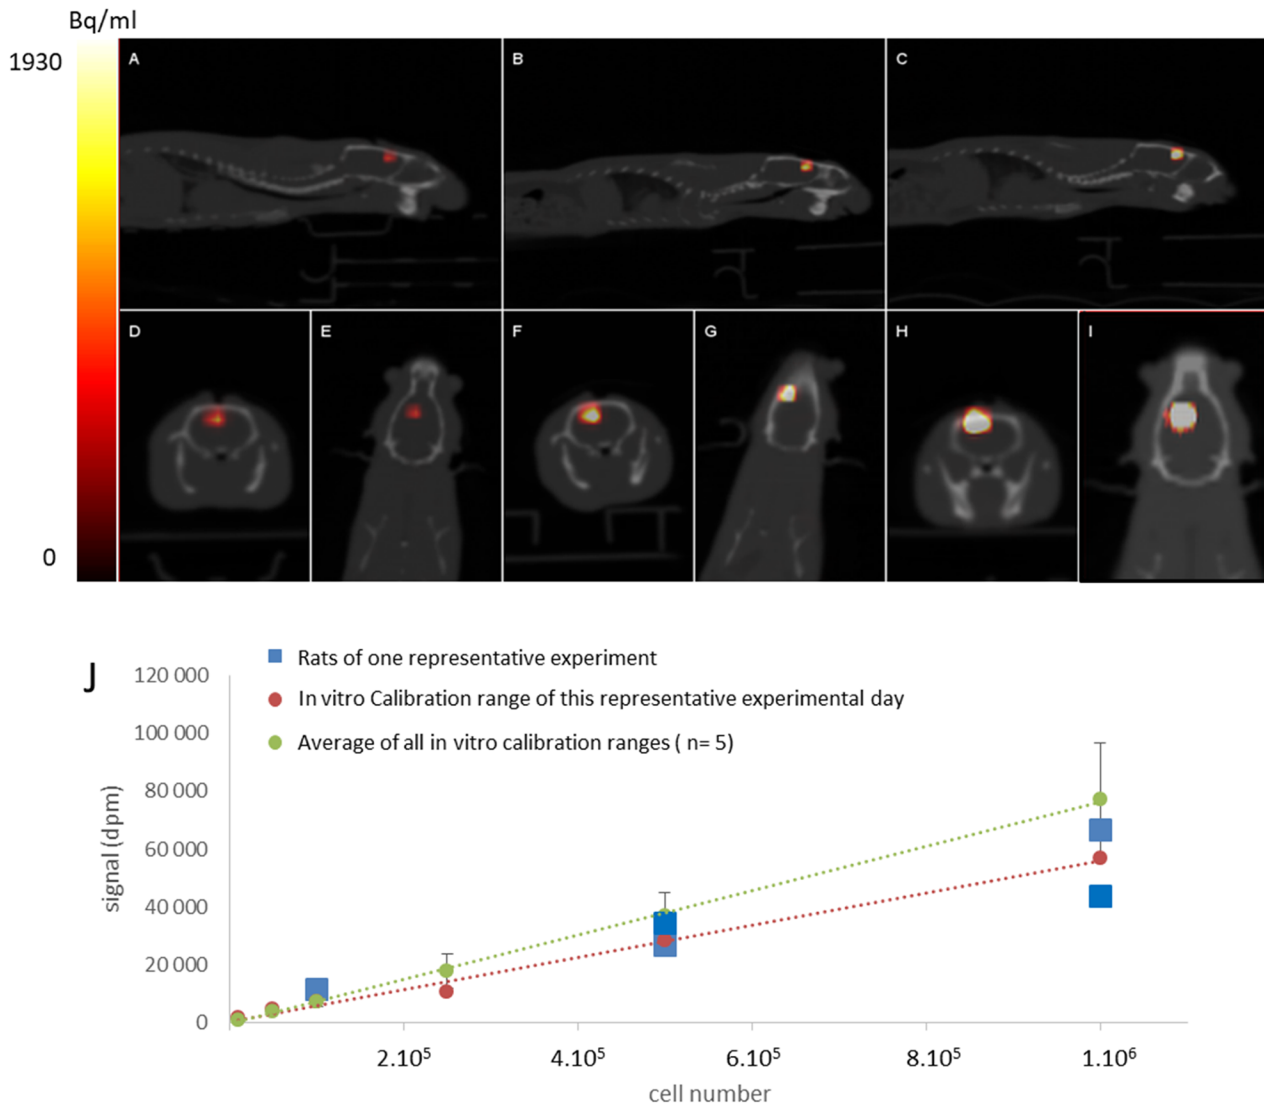 Bq/ml
1930
0
A
B
C
D
E
F
G
H
I
J
Rats of one representative experiment
In vitro Calibration range of this representative experimental day
Average of all in vitro calibration ranges ( n= 5)
signal (dpm)
120 000
100 000
80 000
60 000
40 000
20 000
0
2.10⁵
4.10⁵
6.10⁵
8.10⁵
1.10⁶
cell number